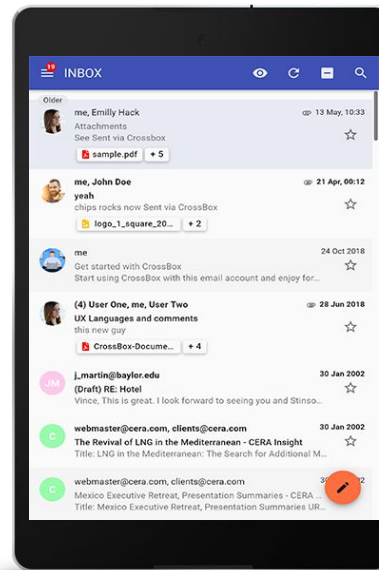 19
INBOX
Older
me, Emilly Hack
13 May, 10:33
Attachments
See Sent via Crossbox
sample.pdf
+ 5
me, John Doe
21 Apr, 00:12
yeah
chips rocks now Sent via CrossBox
logo_1_square_20...
+ 2
me
24 Oct 2018
Get started with CrossBox
Start using CrossBox with this email account and enjoy for...
(4) User One, me, User Two
28 Jun 2018
UX Languages and comments
this new guy
CrossBox-Docume...
+ 4
JM
j_martin@baylor.edu
30 Jan 2002
(Draft) RE: Hotel
Vince, This is great. I look forward to seeing you and Stinso...
C
webmaster@cera.com, clients@cera.com
30 Jan 2002
The Revival of LNG in the Mediterranean - CERA Insight
Title: LNG in the Mediterranean: The Search for Additional M...
C
webmaster@cera.com, clients@cera.com
Mexico Executive Retreat, Presentation Summaries - CERA ...
Title: Mexico Executive Retreat, Presentation Summaries UR...